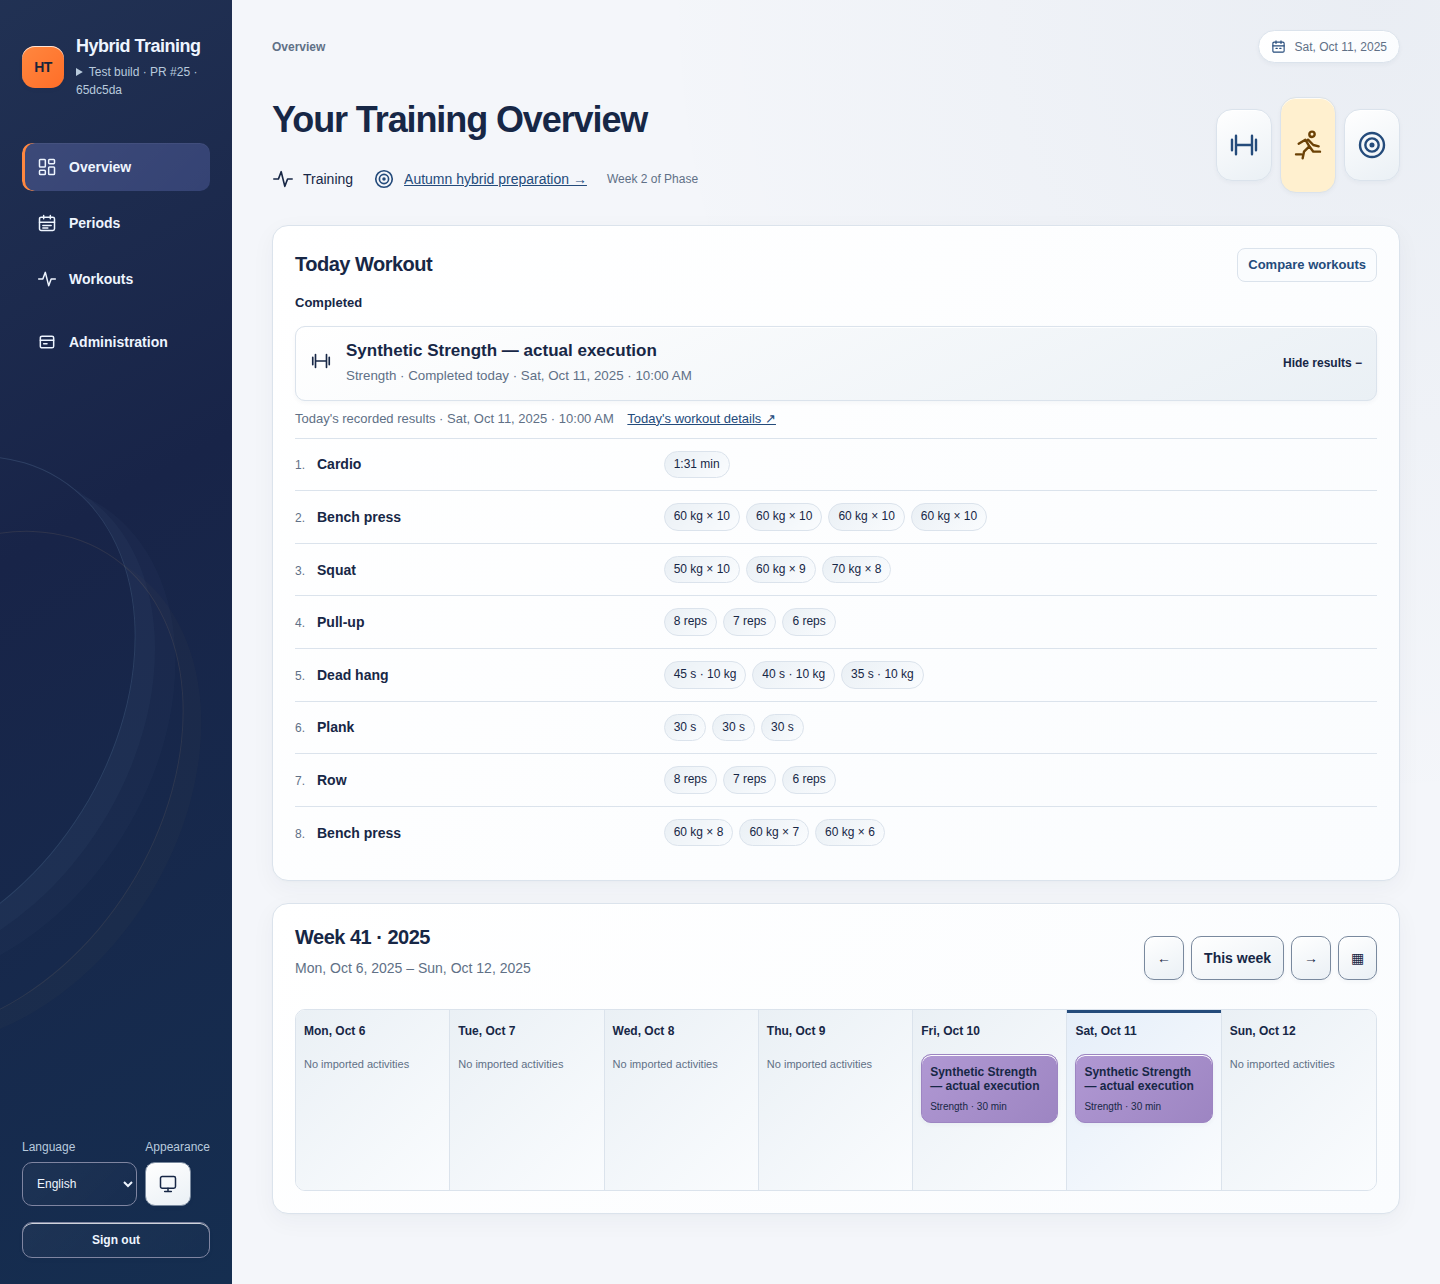 HT
Hybrid Training
▶ Test build · PR #25 ·
65dc5da
Overview
Periods
Workouts
Administration
Language
Appearance
English
Sign out
Overview
Sat, Oct 11, 2025
Your Training Overview
Training
Autumn hybrid preparation →
Week 2 of Phase
Today Workout
Compare workouts
Completed
Synthetic Strength — actual execution
Strength · Completed today · Sat, Oct 11, 2025 · 10:00 AM
Hide results −
Today's recorded results · Sat, Oct 11, 2025 · 10:00 AM Today's workout details ↗
1. Cardio 1:31 min
2. Bench press 60 kg × 10 60 kg × 10 60 kg × 10 60 kg × 10
3. Squat 50 kg × 10 60 kg × 9 70 kg × 8
4. Pull-up 8 reps 7 reps 6 reps
5. Dead hang 45 s · 10 kg 40 s · 10 kg 35 s · 10 kg
6. Plank 30 s 30 s 30 s
7. Row 8 reps 7 reps 6 reps
8. Bench press 60 kg × 8 60 kg × 7 60 kg × 6
Week 41 · 2025
Mon, Oct 6, 2025 – Sun, Oct 12, 2025
← This week → ▦
Mon, Oct 6
No imported activities
Tue, Oct 7
No imported activities
Wed, Oct 8
No imported activities
Thu, Oct 9
No imported activities
Fri, Oct 10
Synthetic Strength
— actual execution
Strength · 30 min
Sat, Oct 11
Synthetic Strength
— actual execution
Strength · 30 min
Sun, Oct 12
No imported activities